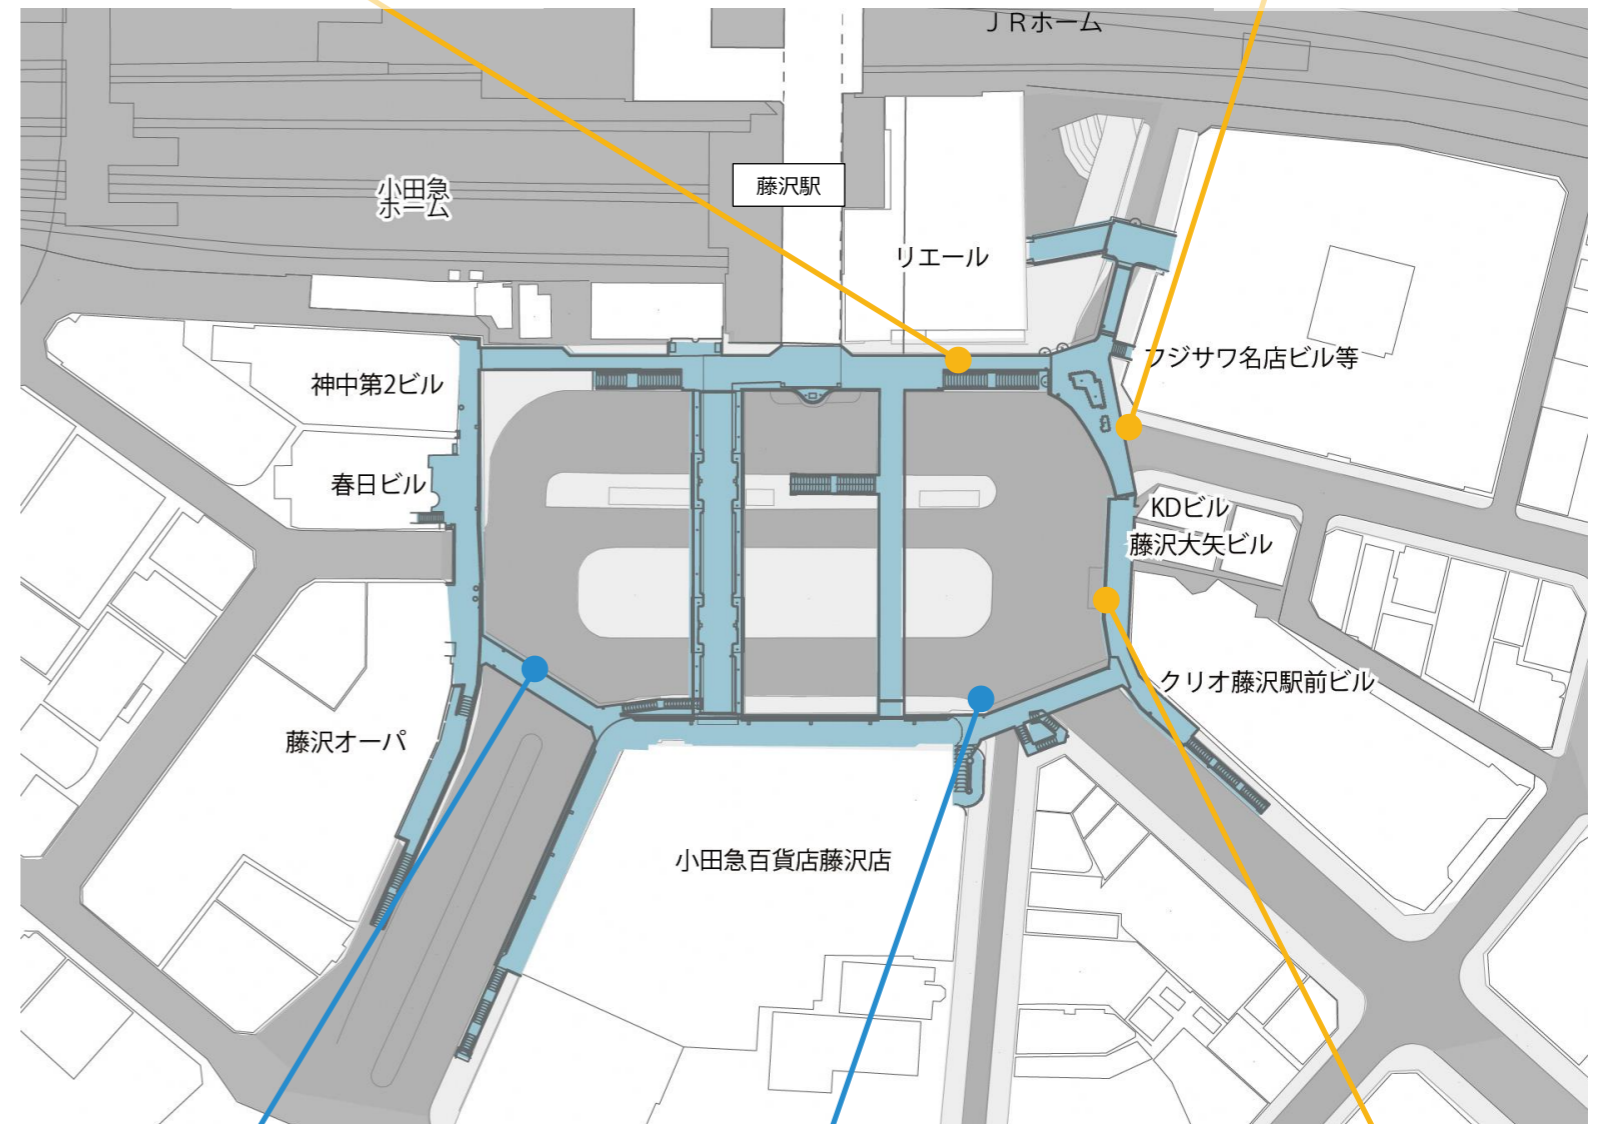 ＪＲホーム
小田急
ホーム
藤沢駅
リエール
フジサワ名店ビル等
神中第2ビル
春日ビル
KDビル
藤沢大矢ビル
クリオ藤沢駅前ビル
藤沢オーパ
小田急百貨店藤沢店